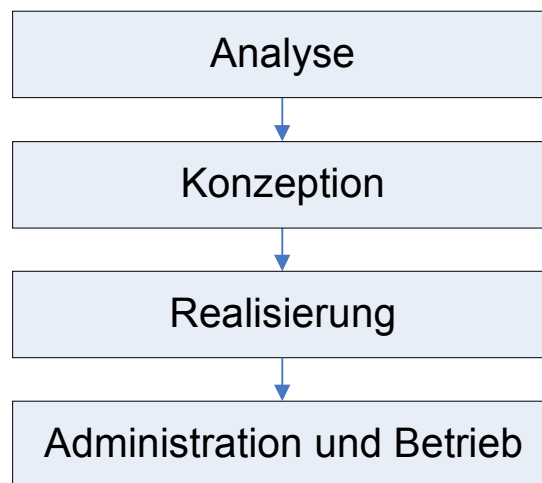 Analyse
Konzeption
Realisierung
Administration und Betrieb